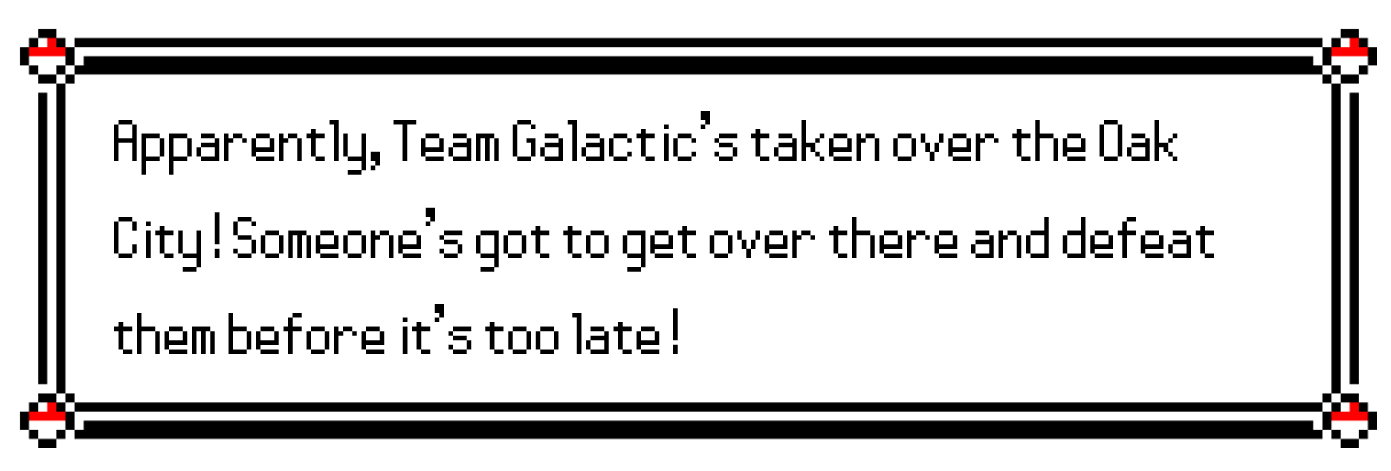 Apparently, Team Galactic's taken over the Oak
City! Someone's got to get over there and defeat
them before it's too late!